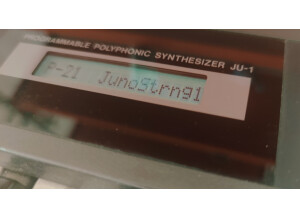 PROGRAMMABLE POLYPHONIC SYNTHESIZER JU-1
P-21 JunoStrng1